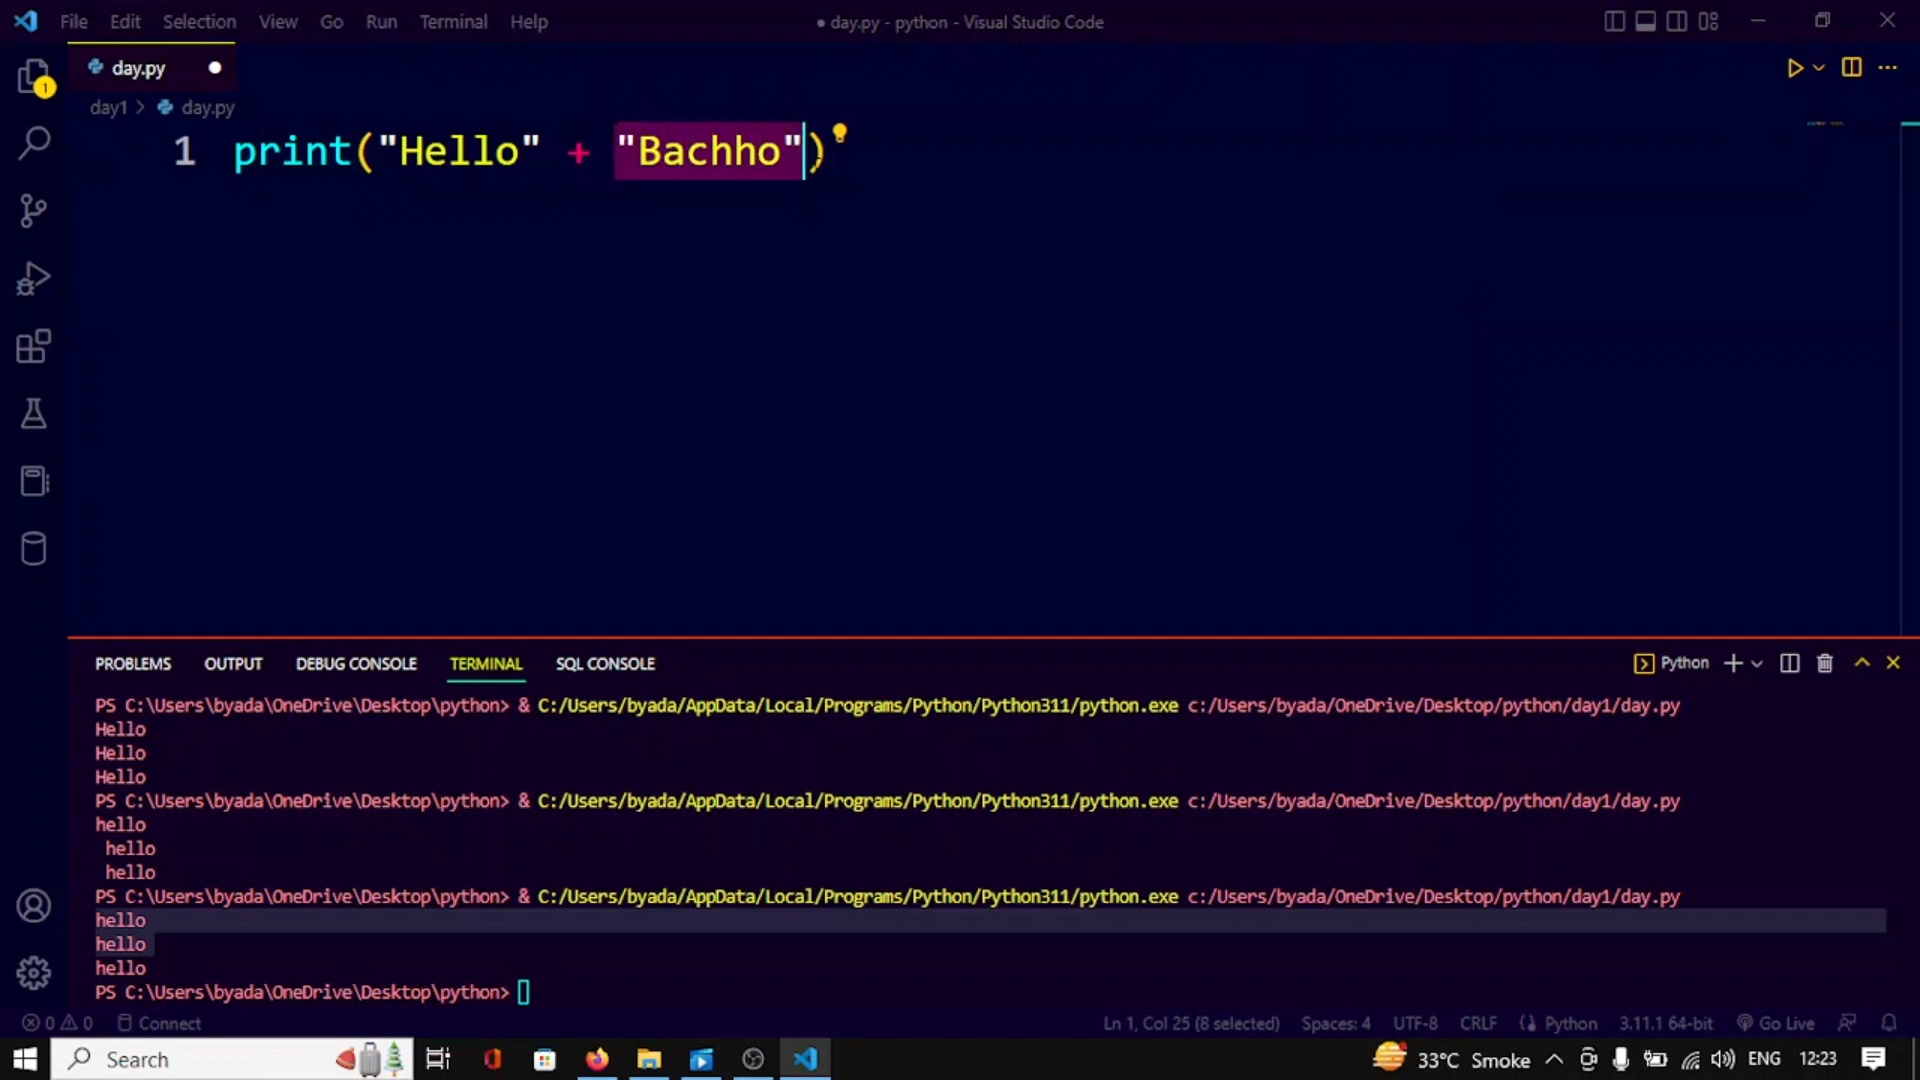 File Edit Selection View Go Run Terminal Help
● day.py - python - Visual Studio Code
day.py
1
day1 > day.py
1 print("Hello" + "Bachho")
PROBLEMS OUTPUT DEBUG CONSOLE TERMINAL SQL CONSOLE
Python
PS C:\Users\byada\OneDrive\Desktop\python> & C:/Users/byada/AppData/Local/Programs/Python/Python311/python.exe c:/Users/byada/OneDrive/Desktop/python/day1/day.py
Hello
Hello
Hello
PS C:\Users\byada\OneDrive\Desktop\python> & C:/Users/byada/AppData/Local/Programs/Python/Python311/python.exe c:/Users/byada/OneDrive/Desktop/python/day1/day.py
hello
 hello
 hello
PS C:\Users\byada\OneDrive\Desktop\python> & C:/Users/byada/AppData/Local/Programs/Python/Python311/python.exe c:/Users/byada/OneDrive/Desktop/python/day1/day.py
hello
hello
hello
PS C:\Users\byada\OneDrive\Desktop\python>
0 0 Connect
Ln 1, Col 25 (8 selected) Spaces: 4 UTF-8 CRLF Python 3.11.1 64-bit Go Live
Search
33°C Smoke ENG 12:23